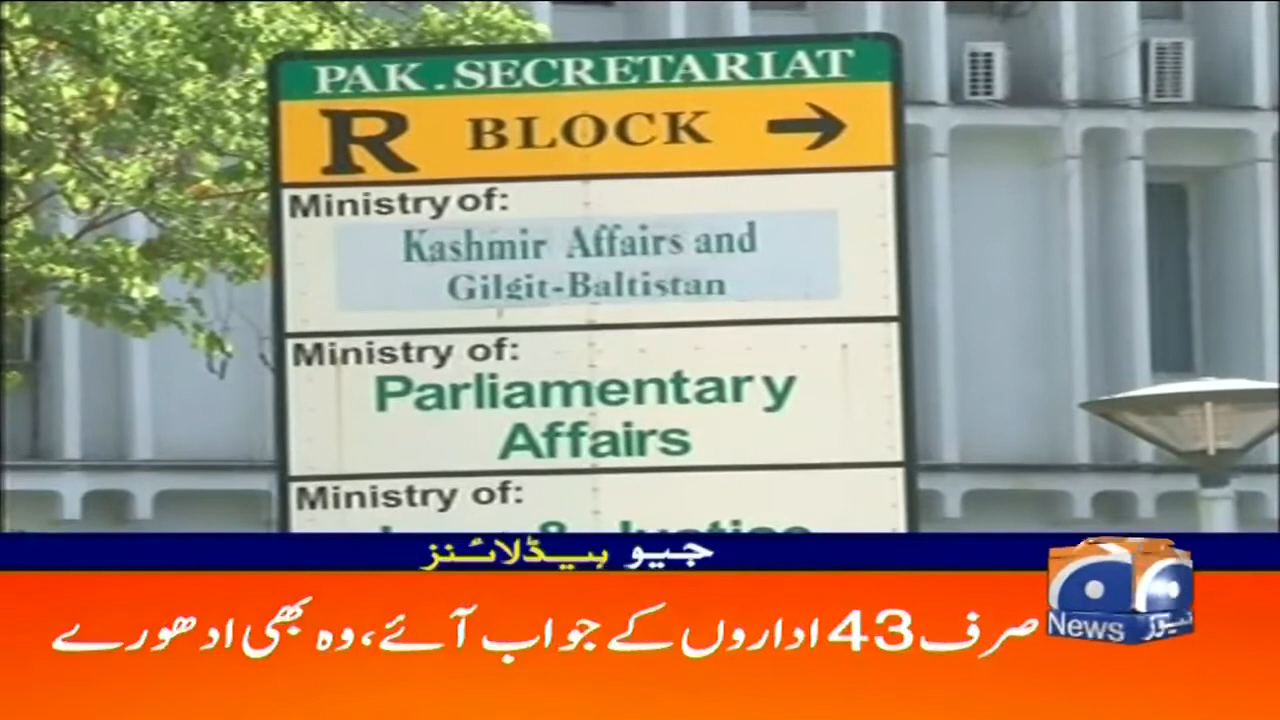 PAK. SECRETARIAT
R BLOCK
Ministry of:
Kashmir Affairs and
Gilgit-Baltistan
Ministry of:
Parliamentary
Affairs
Ministry of:
جیو ہیڈلائنز
صرف 43 اداروں کے جواب آئے، وہ بھی ادھورے
News نیوز